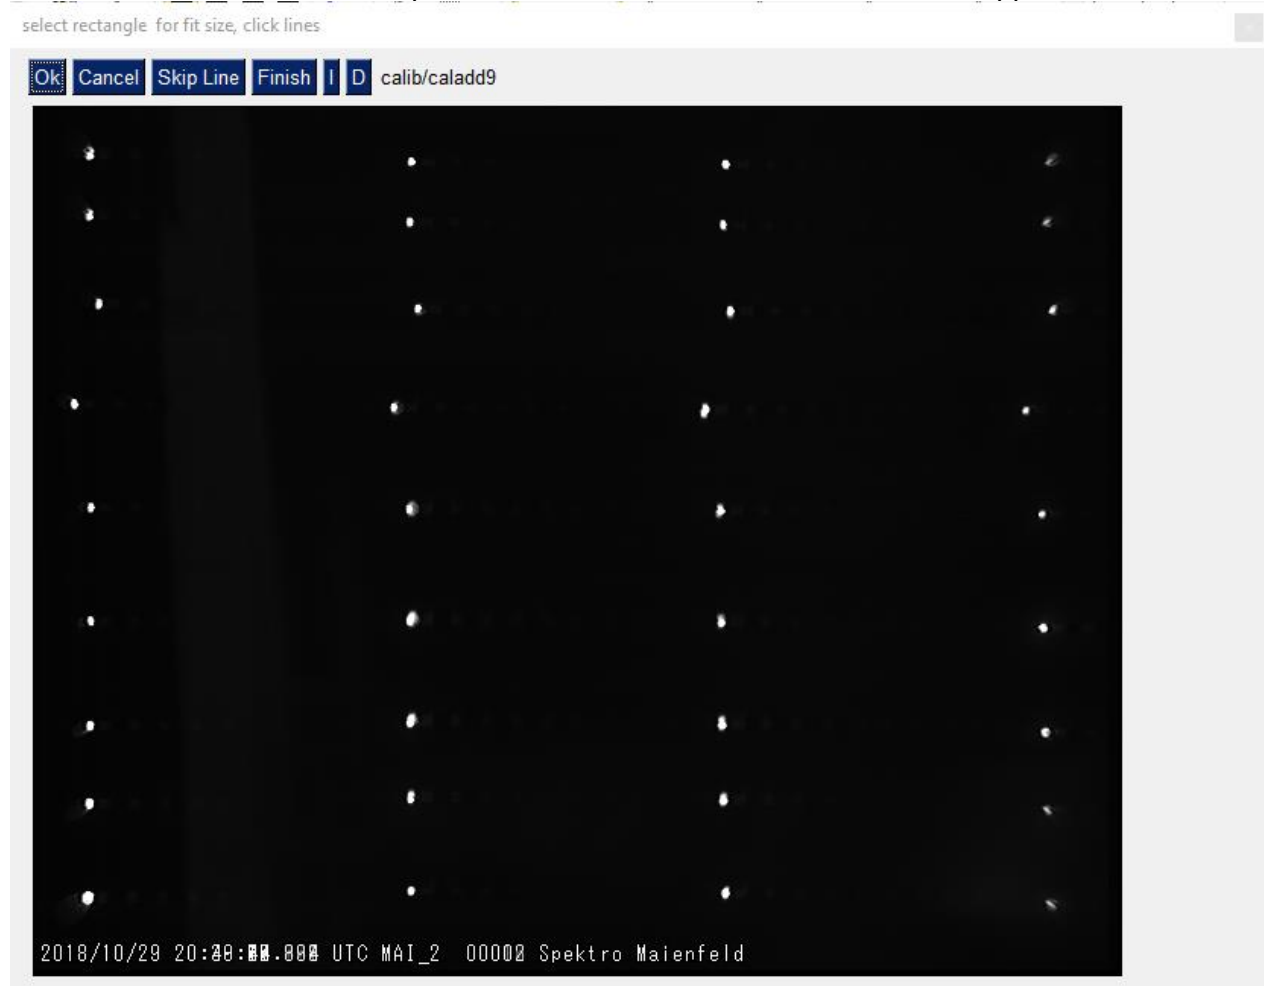 select rectangle for fit size, click lines
Ok Cancel Skip Line Finish I D calib/caladd9
2018/10/29 UTC MAI_2 Spektro Maienfeld